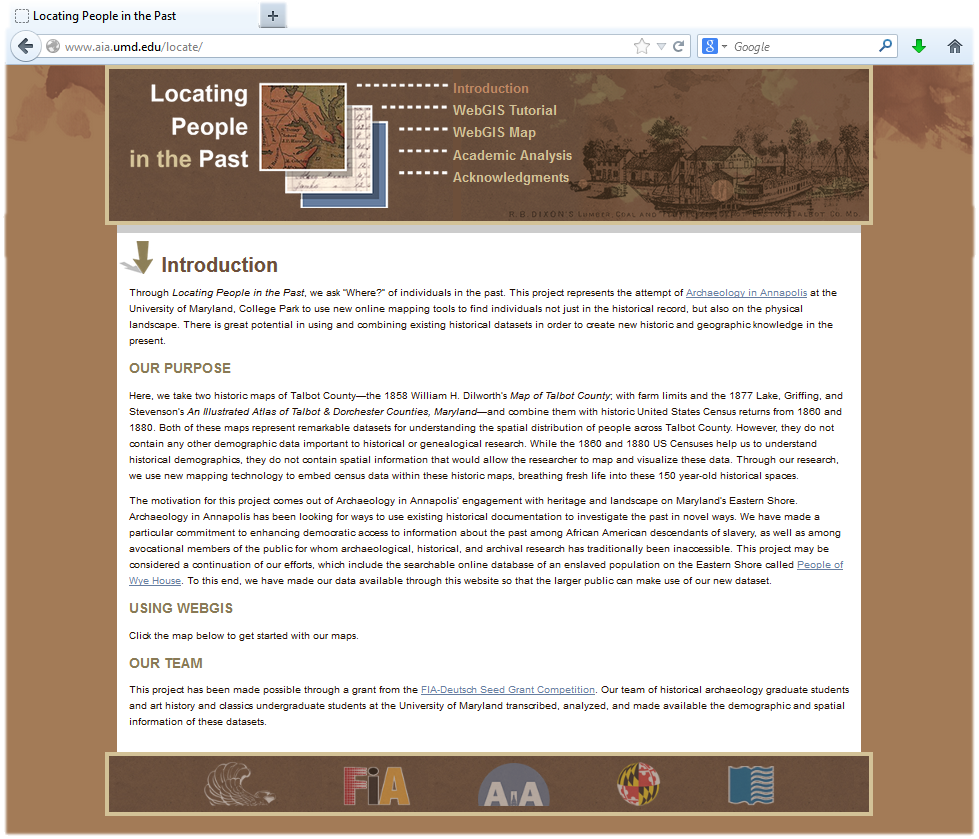 Locating People in the Past
www.aia.umd.edu/locate/
Google
Locating
People
in the Past
Introduction
WebGIS Tutorial
WebGIS Map
Academic Analysis
Acknowledgments
R. B. DIXON'S LUMBER, COAL AND
EASTON, TALBOT CO. MD.
Introduction
Through Locating People in the Past, we ask "Where?" of individuals in the past. This project represents the attempt of Archaeology in Annapolis at the
University of Maryland, College Park to use new online mapping tools to find individuals not just in the historical record, but also on the physical
landscape. There is great potential in using and combining existing historical datasets in order to create new historic and geographic knowledge in the
present.
OUR PURPOSE
Here, we take two historic maps of Talbot County—the 1858 William H. Dilworth's Map of Talbot County; with farm limits and the 1877 Lake, Griffing, and
Stevenson's An Illustrated Atlas of Talbot & Dorchester Counties, Maryland—and combine them with historic United States Census returns from 1860 and
1880. Both of these maps represent remarkable datasets for understanding the spatial distribution of people across Talbot County. However, they do not
contain any other demographic data important to historical or genealogical research. While the 1860 and 1880 US Censuses help us to understand
historical demographics, they do not contain spatial information that would allow the researcher to map and visualize these data. Through our research,
we use new mapping technology to embed census data within these historic maps, breathing fresh life into these 150 year-old historical spaces.
The motivation for this project comes out of Archaeology in Annapolis' engagement with heritage and landscape on Maryland's Eastern Shore.
Archaeology in Annapolis has been looking for ways to use existing historical documentation to investigate the past in novel ways. We have made a
particular commitment to enhancing democratic access to information about the past among African American descendants of slavery, as well as among
avocational members of the public for whom archaeological, historical, and archival research has traditionally been inaccessible. This project may be
considered a continuation of our efforts, which include the searchable online database of an enslaved population on the Eastern Shore called People of
Wye House. To this end, we have made our data available through this website so that the larger public can make use of our new dataset.
USING WEBGIS
Click the map below to get started with our maps.
OUR TEAM
This project has been made possible through a grant from the FIA-Deutsch Seed Grant Competition. Our team of historical archaeology graduate students
and art history and classics undergraduate students at the University of Maryland transcribed, analyzed, and made available the demographic and spatial
information of these datasets.
FiA
AiA